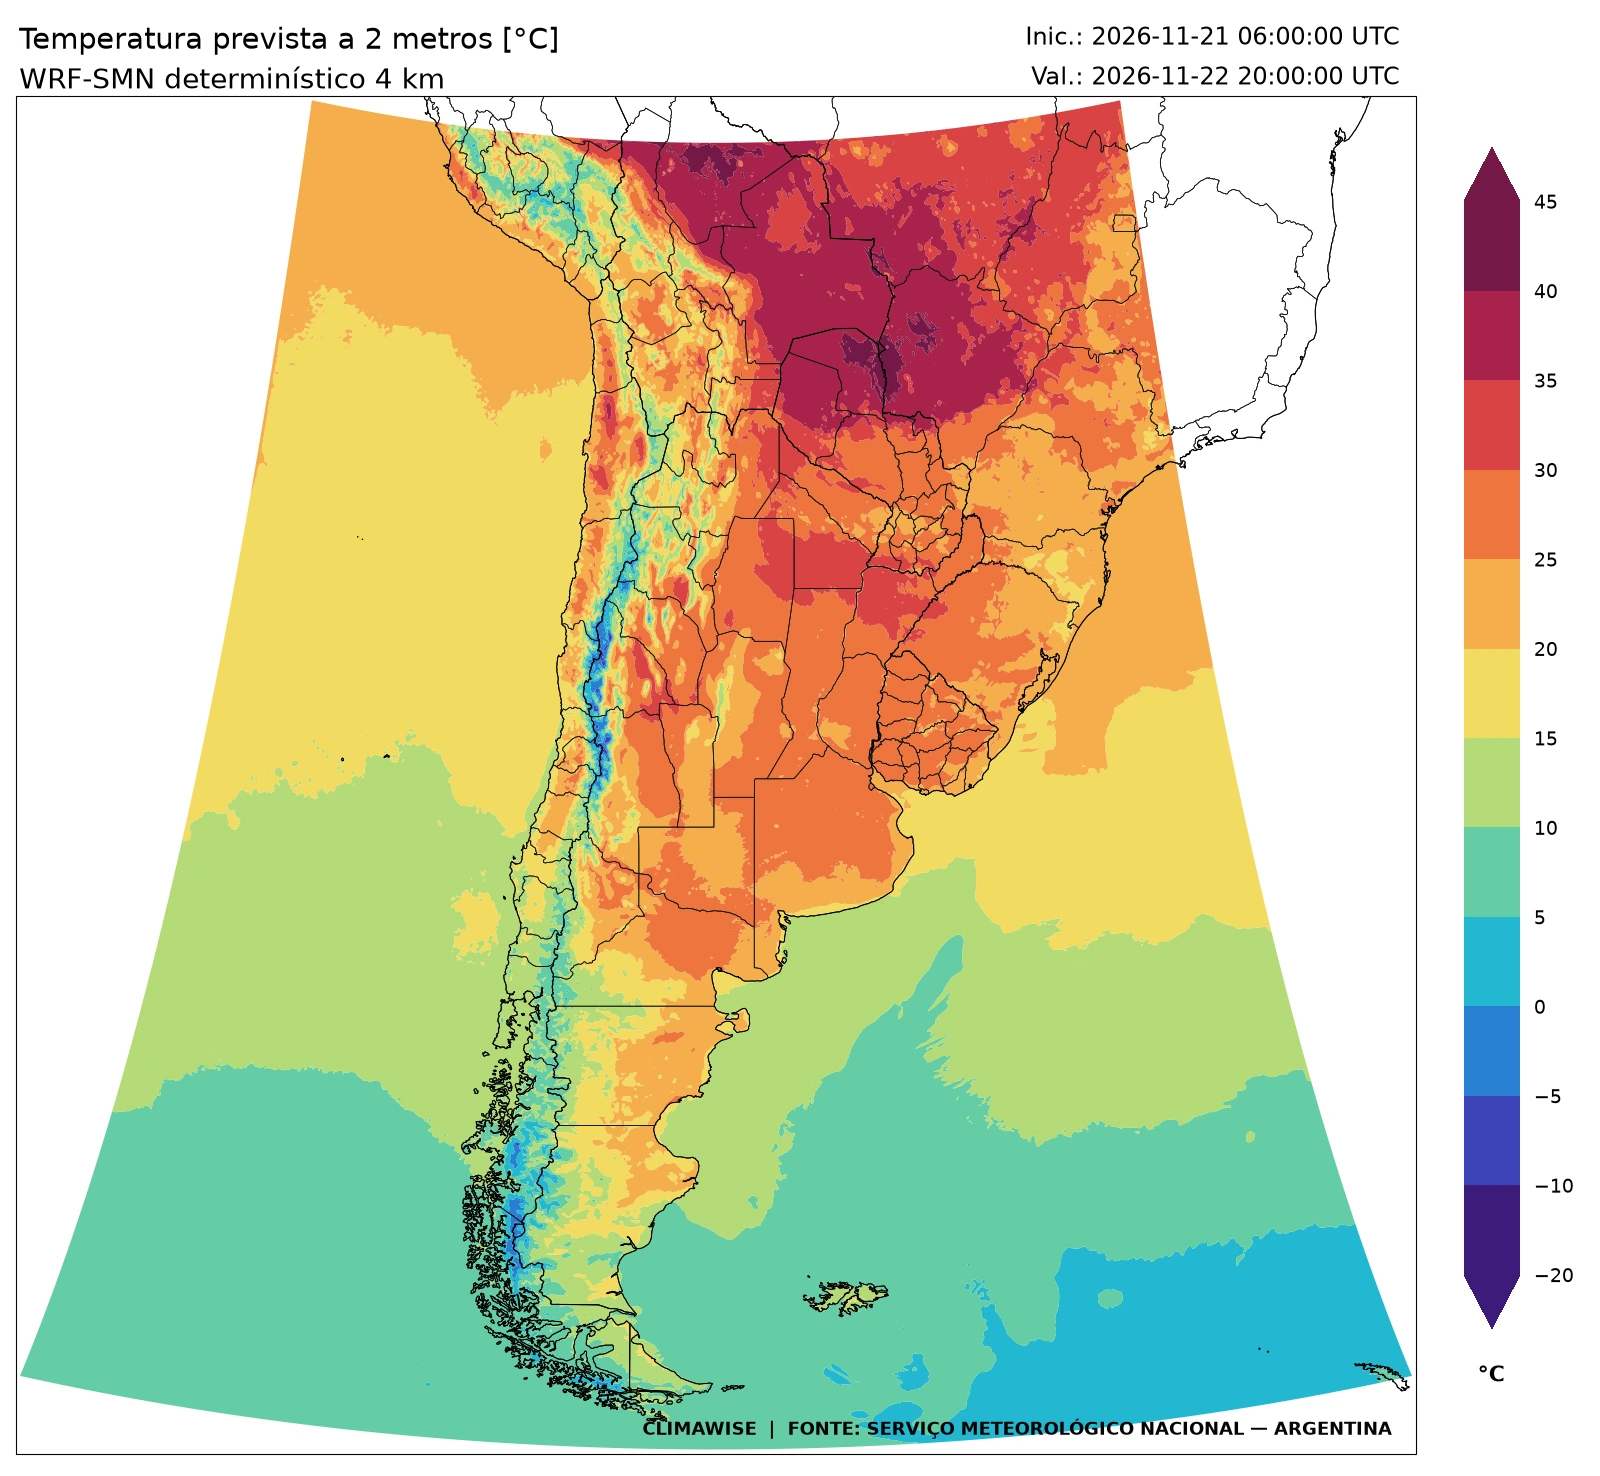 Temperatura prevista a 2 metros [°C]
WRF-SMN determinístico 4 km
Inic.: 2026-11-21 06:00:00 UTC
Val.: 2026-11-22 20:00:00 UTC
45
40
35
30
25
20
15
10
5
0
−5
−10
−20
°C
CLIMAWISE | FONTE: SERVIÇO METEOROLÓGICO NACIONAL — ARGENTINA